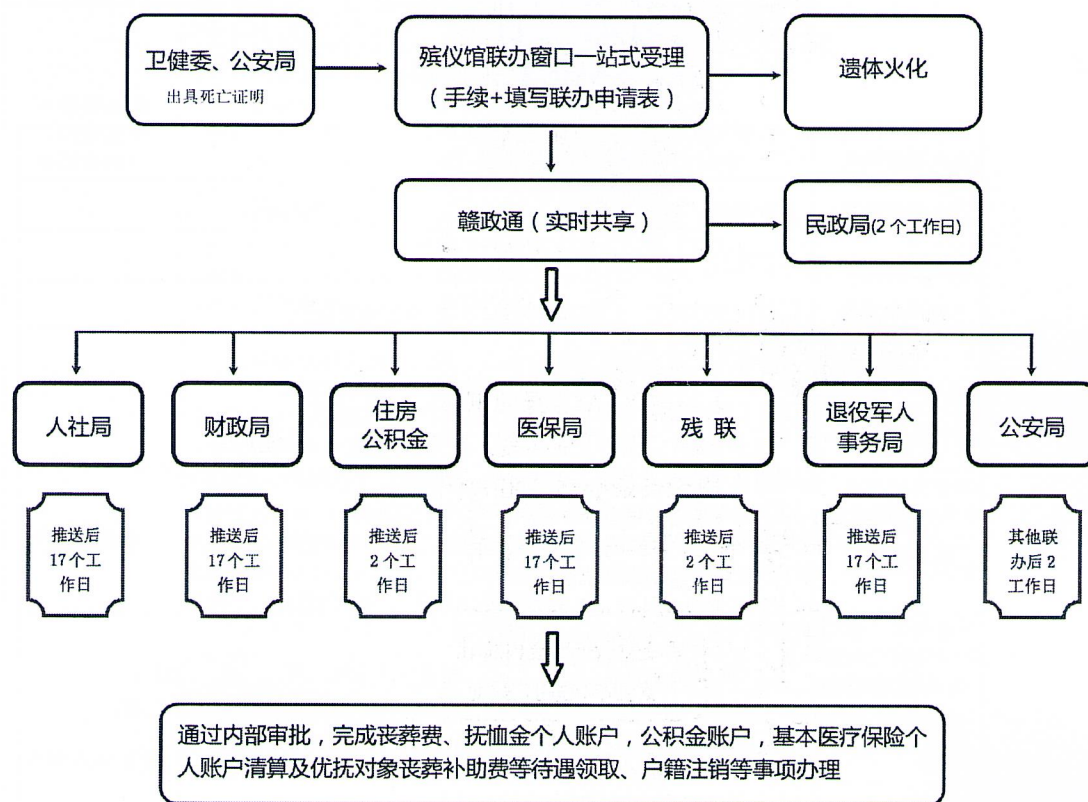 卫健委、公安局
出具死亡证明
殡仪馆联办窗口一站式受理
（手续+填写联办申请表）
遗体火化
赣政通（实时共享）
民政局(2个工作日)
人社局
财政局
住房
公积金
医保局
残 联
退役军人
事务局
公安局
推送后
17个工
作日
推送后
17个工
作日
推送后
2个工
作日
推送后
17个工
作日
推送后
2个工
作日
推送后
17个工
作日
其他联
办后2
工作日
通过内部审批，完成丧葬费、抚恤金个人账户，公积金账户，基本医疗保险个
人账户清算及优抚对象丧葬补助费等待遇领取、户籍注销等事项办理